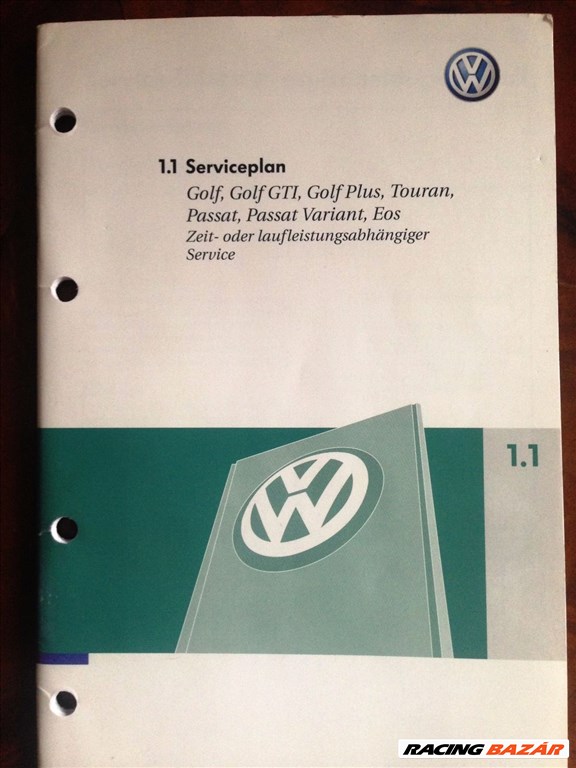 1.1 Serviceplan
Golf, Golf GTI, Golf Plus, Touran,
Passat, Passat Variant, Eos
Zeit- oder laufleistungsabhängiger
Service
1.1
RACING BAZÁR